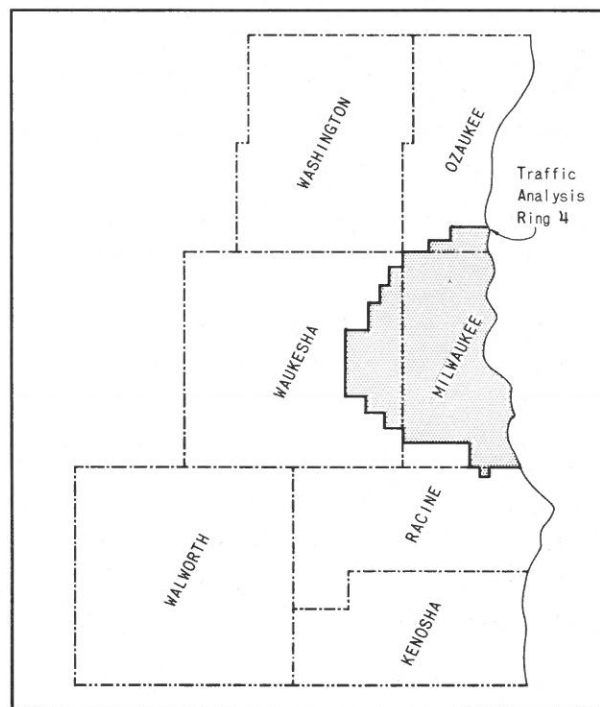 WASHINGTON
OZAUKEE
Traffic
Analysis
Ring 4
WAUKESHA
MILWAUKEE
RACINE
WALWORTH
KENOSHA